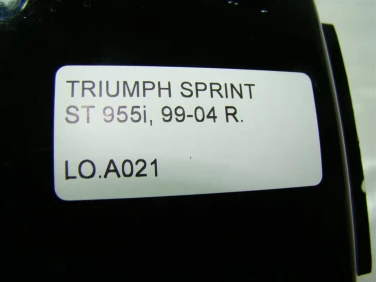 TRIUMPH SPRINT
ST 955i, 99-04 R.
LO.A021